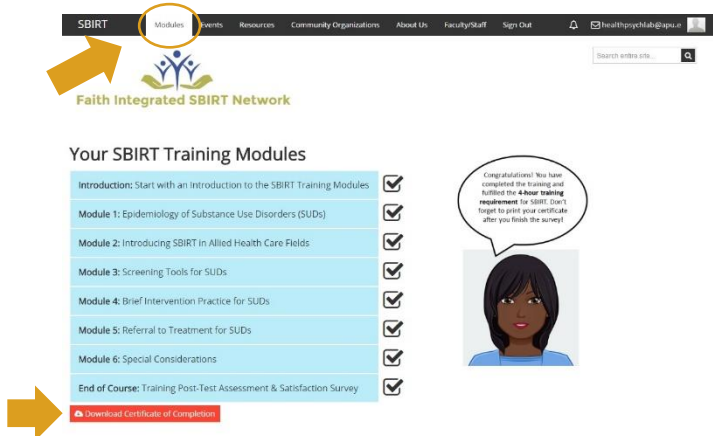 SBIRT Modules Events Resources Community Organizations About Us Faculty/Staff Sign Out healthpsychlab@apu.e
Search entire site...
Faith Integrated SBIRT Network
Your SBIRT Training Modules
Introduction: Start with an Introduction to the SBIRT Training Modules
Module 1: Epidemiology of Substance Use Disorders (SUDs)
Module 2: Introducing SBIRT in Allied Health Care Fields
Module 3: Screening Tools for SUDs
Module 4: Brief Intervention Practice for SUDs
Module 5: Referral to Treatment for SUDs
Module 6: Special Considerations
End of Course: Training Post-Test Assessment & Satisfaction Survey
Download Certificate of Completion
Congratulations! You have
completed the training and
fulfilled the 4-hour training
requirement for SBIRT. Don't
forget to print your certificate
after you finish the survey!